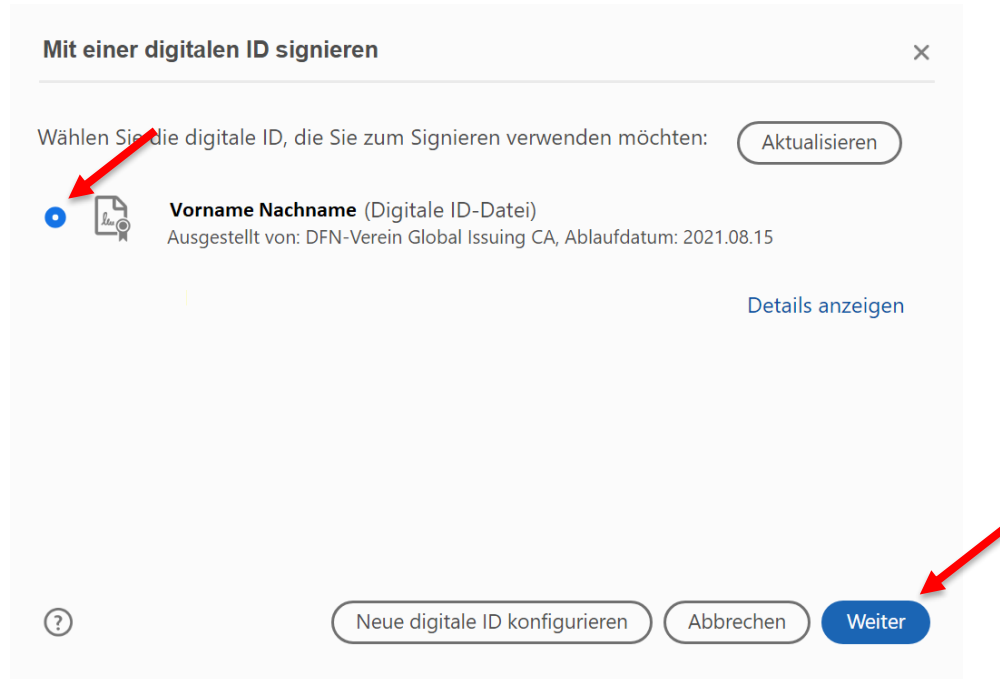 Mit einer digitalen ID signieren
Wählen Sie die digitale ID, die Sie zum Signieren verwenden möchten:
Aktualisieren
Vorname Nachname (Digitale ID-Datei)
Ausgestellt von: DFN-Verein Global Issuing CA, Ablaufdatum: 2021.08.15
Details anzeigen
?
Neue digitale ID konfigurieren
Abbrechen
Weiter